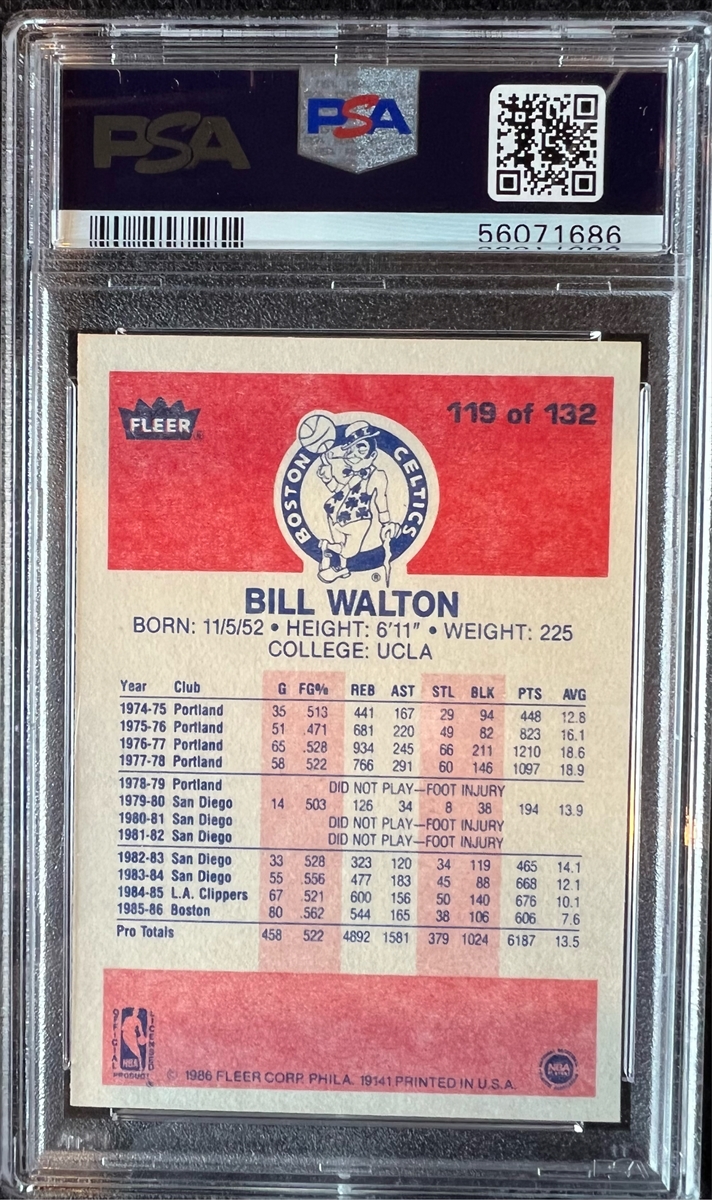 PSA
PSA
56071686
FLEER®
119 of 132
BOSTON CELTICS
®
BILL WALTON
BORN: 11/5/52 • HEIGHT: 6'11" • WEIGHT: 225
COLLEGE: UCLA
Year Club G FG% REB AST STL BLK PTS AVG
1974-75 Portland 35 .513 441 167 29 94 448 12.8
1975-76 Portland 51 .471 681 220 49 82 823 16.1
1976-77 Portland 65 .528 934 245 66 211 1210 18.6
1977-78 Portland 58 .522 766 291 60 146 1097 18.9
1978-79 Portland DID NOT PLAY—FOOT INJURY
1979-80 San Diego 14 .503 126 34 8 38 194 13.9
1980-81 San Diego DID NOT PLAY—FOOT INJURY
1981-82 San Diego DID NOT PLAY—FOOT INJURY
1982-83 San Diego 33 .528 323 120 34 119 465 14.1
1983-84 San Diego 55 .556 477 183 45 88 668 12.1
1984-85 L.A. Clippers 67 .521 600 156 50 140 676 10.1
1985-86 Boston 80 .562 544 165 38 106 606 7.6
Pro Totals 458 .522 4892 1581 379 1024 6187 13.5
OFFICIAL LICENSED
NBA
PRODUCT
© 1986 FLEER CORP. PHILA. 19141 PRINTED IN U.S.A.
NBA
PSA